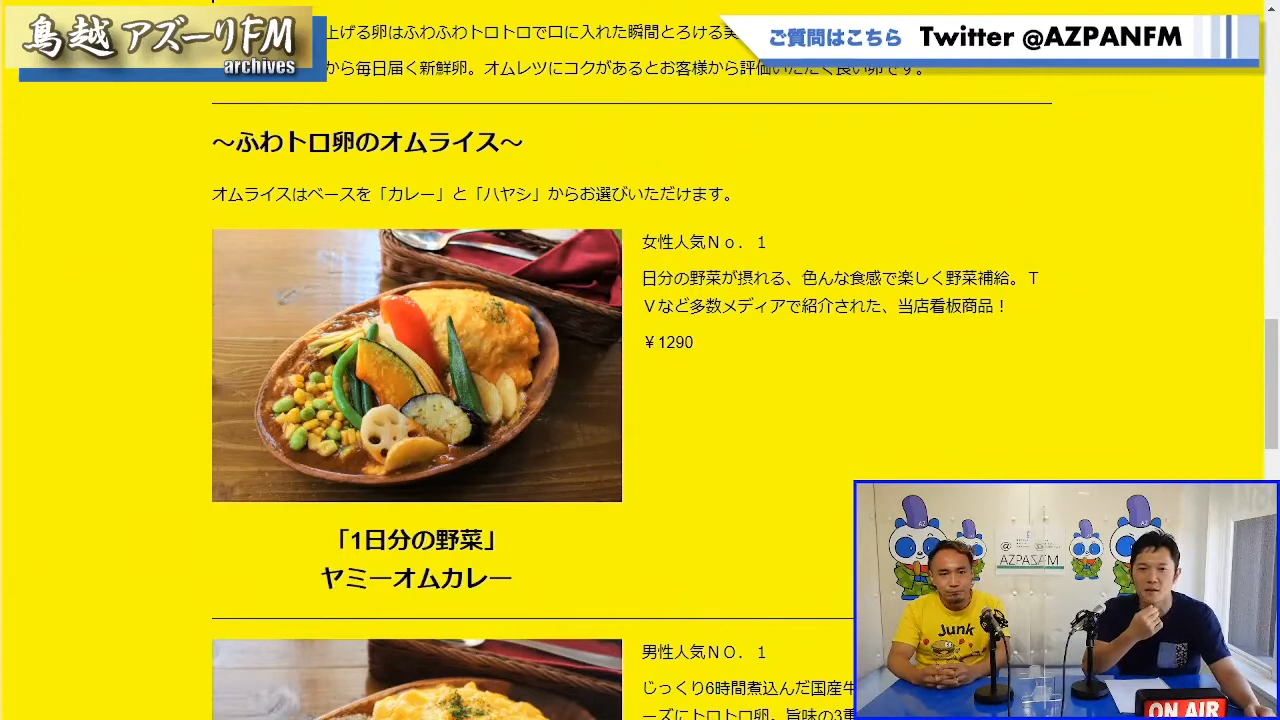 鳥越 アズーリFM
archives
ご質問はこちら Twitter @AZPANFM
上げる卵はふわふわトロトロで口に入れた瞬間とろける
から毎日届く新鮮卵。オムレツにコクがあるとお客様から評価いただく良い卵です。
〜ふわトロ卵のオムライス〜
オムライスはベースを「カレー」と「ハヤシ」からお選びいただけます。
女性人気Ｎｏ．１
日分の野菜が摂れる、色んな食感で楽しく野菜補給。Ｔ
Ｖなど多数メディアで紹介された、当店看板商品！
￥1290
「1日分の野菜」
ヤミーオムカレー
男性人気ＮＯ．１
じっくり6時間煮込んだ国産牛
ーズにトロトロ卵。旨味の3重
AZ
AZ
Junk
ON AIR